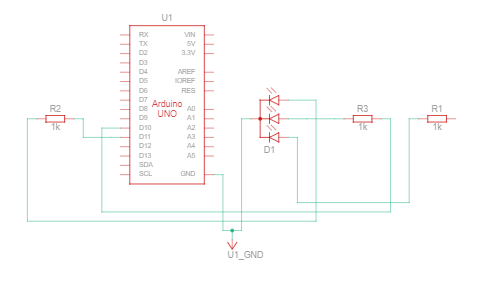 U1
RX
TX
D2
D3
D4
D5
D6
D7
D8
D9
D10
D11
D12
D13
SDA
SCL
Arduino
UNO
VIN
5V
3.3V
AREF
IOREF
RES
A0
A1
A2
A3
A4
A5
GND
R2
1k
D1
R3
1k
R1
1k
U1_GND